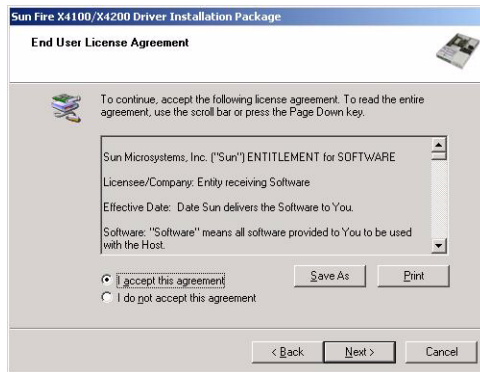 Sun Fire X4100/X4200 Driver Installation Package
End User License Agreement
To continue, accept the following license agreement. To read the entire
agreement, use the scroll bar or press the Page Down key.
Sun Microsystems, Inc. ("Sun") ENTITLEMENT for SOFTWARE
Licensee/Company: Entity receiving Software
Effective Date: Date Sun delivers the Software to You.
Software: "Software" means all software provided to You to be used
with the Host.
I accept this agreement
I do not accept this agreement
Save As
Print
< Back
Next >
Cancel